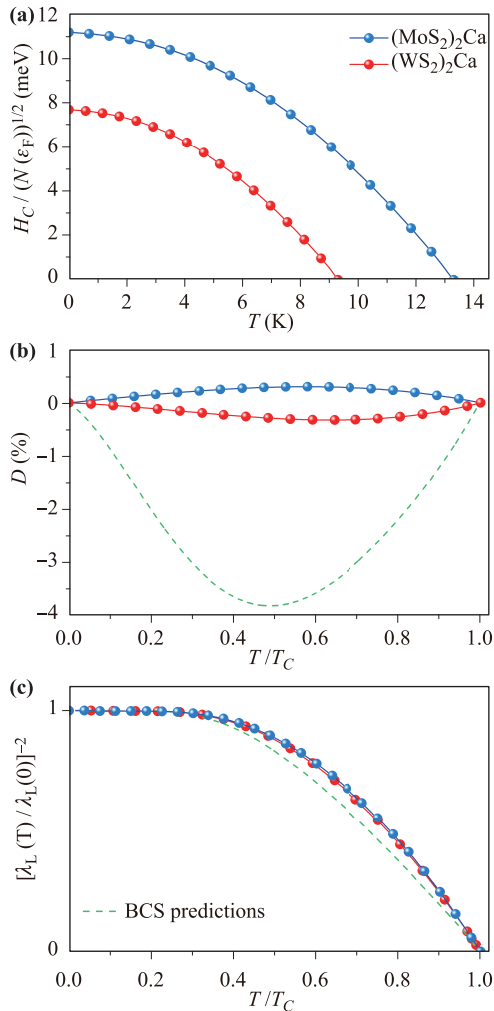 (a)
12
10
8
6
4
2
0
H_C / (N(ε_F))^{1/2} (meV)
(MoS₂)₂Ca
(WS₂)₂Ca
0 2 4 6 8 10 12 14
T (K)
(b)
1
0
−1
−2
−3
−4
D (%)
0.0 0.2 0.4 0.6 0.8 1.0
T/T_C
(c)
1
0
[λ_L(T) / λ_L(0)]⁻²
BCS predictions
0.0 0.2 0.4 0.6 0.8 1.0
T/T_C